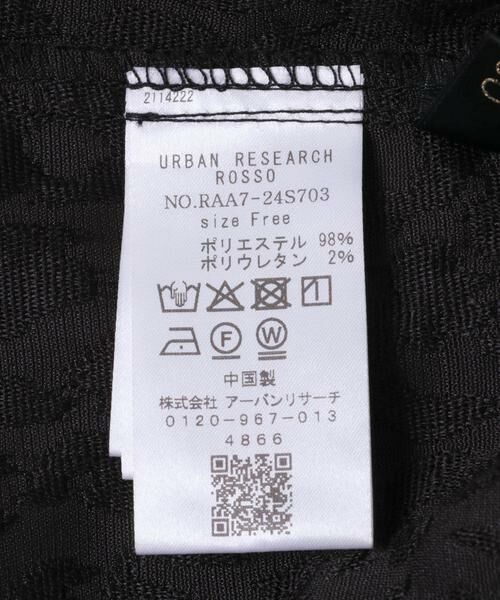 2114222
URBAN RESEARCH
ROSSO
NO.RAA7-24S703
size Free
ポリエステル 98%
ポリウレタン 2%
F W
中国製
株式会社 アーバンリサーチ
0120-967-013
4866